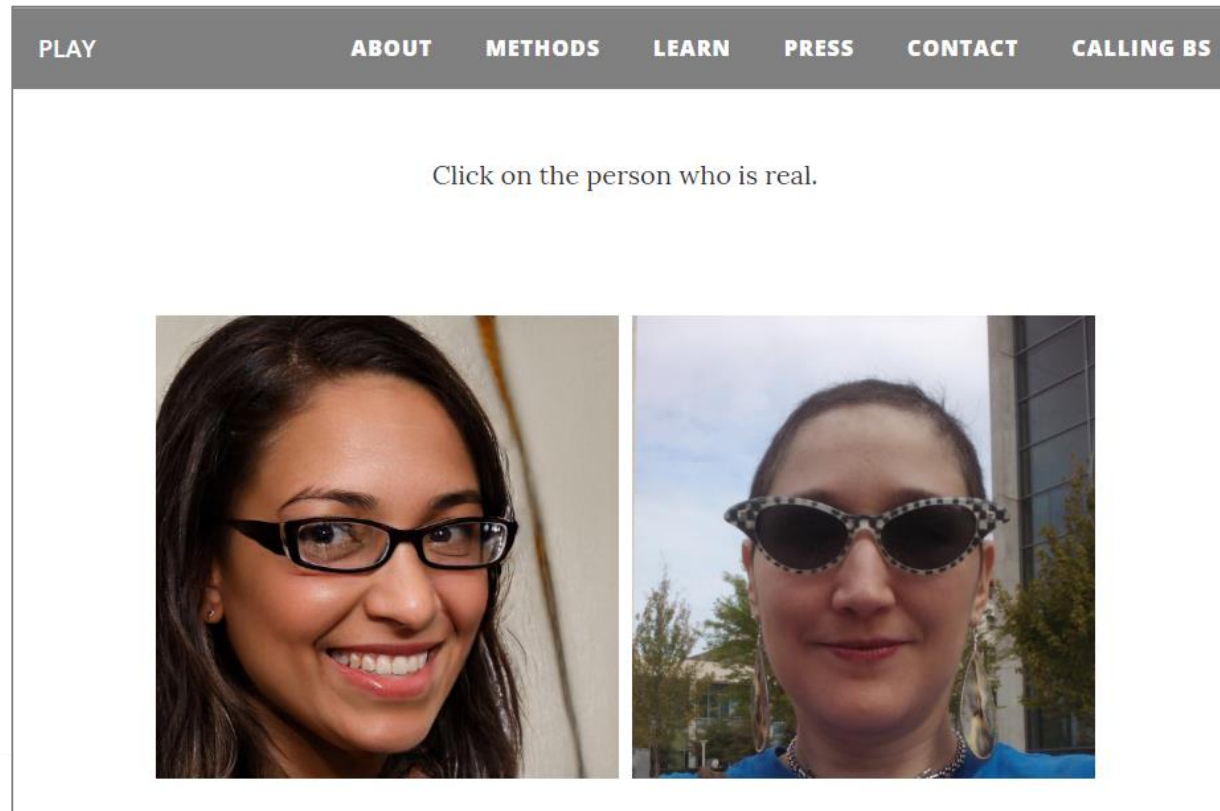 PLAY ABOUT METHODS LEARN PRESS CONTACT CALLING BS
Click on the person who is real.